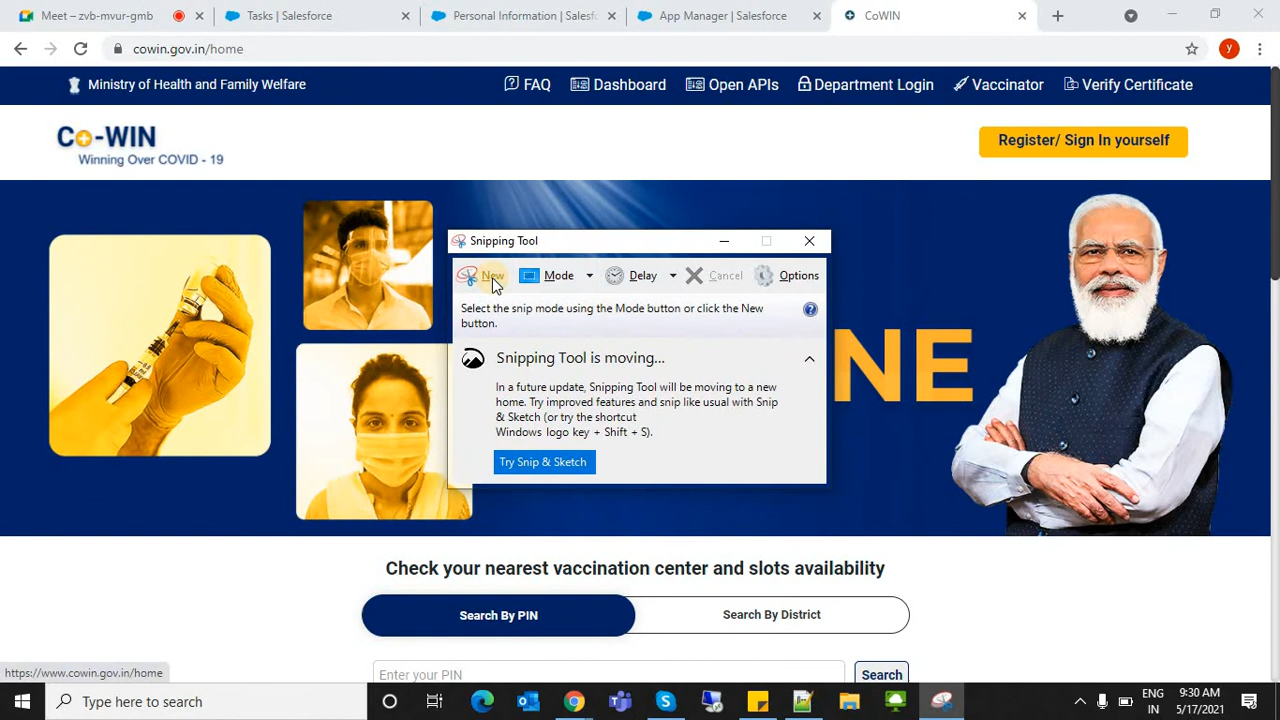 Meet – zvb-mvur-gmb
Tasks | Salesforce
Personal Information | Salesf
App Manager | Salesforce
CoWIN
cowin.gov.in/home
y
Ministry of Health and Family Welfare
FAQ
Dashboard
Open APIs
Department Login
Vaccinator
Verify Certificate
Co-WIN
Winning Over COVID - 19
Register/ Sign In yourself
Snipping Tool
New
Mode
Delay
Cancel
Options
Select the snip mode using the Mode button or click the New
button.
Snipping Tool is moving...
In a future update, Snipping Tool will be moving to a new
home. Try improved features and snip like usual with Snip
& Sketch (or try the shortcut
Windows logo key + Shift + S).
Try Snip & Sketch
NE
Check your nearest vaccination center and slots availability
Search By PIN
Search By District
Enter your PIN
Search
https://www.cowin.gov.in/home
Type here to search
ENG
IN
9:30 AM
5/17/2021